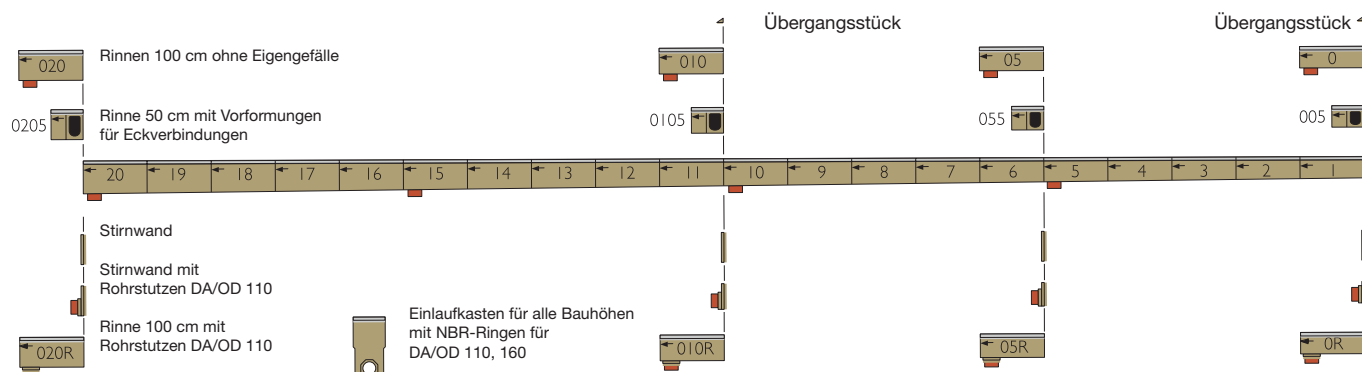 Übergangsstück Übergangsstück
020 Rinnen 100 cm ohne Eigengefälle 010 05 0
0205 Rinne 50 cm mit Vorformungen
für Eckverbindungen 0105 055 005
20 19 18 17 16 15 14 13 12 11 10 9 8 7 6 5 4 3 2 1
Stirnwand
Stirnwand mit
Rohrstutzen DA/OD 110
020R Rinne 100 cm mit
Rohrstutzen DA/OD 110
Einlaufkasten für alle Bauhöhen
mit NBR-Ringen für
DA/OD 110, 160
010R 05R 0R